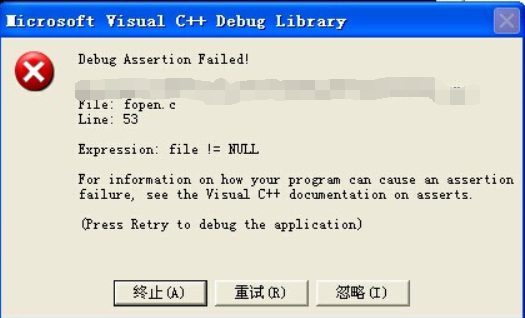 Microsoft Visual C++ Debug Library
Debug Assertion Failed!
File: fopen.c
Line: 53
Expression: file != NULL
For information on how your program can cause an assertion
failure, see the Visual C++ documentation on asserts.
(Press Retry to debug the application)
终止(A) 重试(R) 忽略(I)